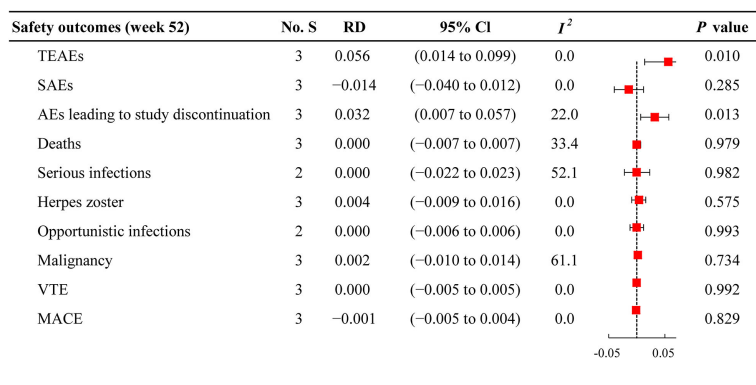 Safety outcomes (week 52) No. S RD 95% Cl I² P value
TEAEs 3 0.056 (0.014 to 0.099) 0.0 0.010
SAEs 3 −0.014 (−0.040 to 0.012) 0.0 0.285
AEs leading to study discontinuation 3 0.032 (0.007 to 0.057) 22.0 0.013
Deaths 3 0.000 (−0.007 to 0.007) 33.4 0.979
Serious infections 2 0.000 (−0.022 to 0.023) 52.1 0.982
Herpes zoster 3 0.004 (−0.009 to 0.016) 0.0 0.575
Opportunistic infections 2 0.000 (−0.006 to 0.006) 0.0 0.993
Malignancy 3 0.002 (−0.010 to 0.014) 61.1 0.734
VTE 3 0.000 (−0.005 to 0.005) 0.0 0.992
MACE 3 −0.001 (−0.005 to 0.004) 0.0 0.829
-0.05 0.05